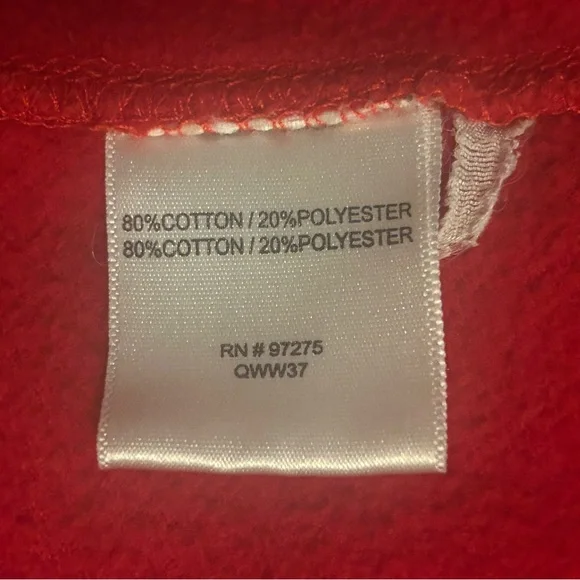 80%COTTON / 20%POLYESTER
80%COTTON / 20%POLYESTER
RN # 97275
QWW37